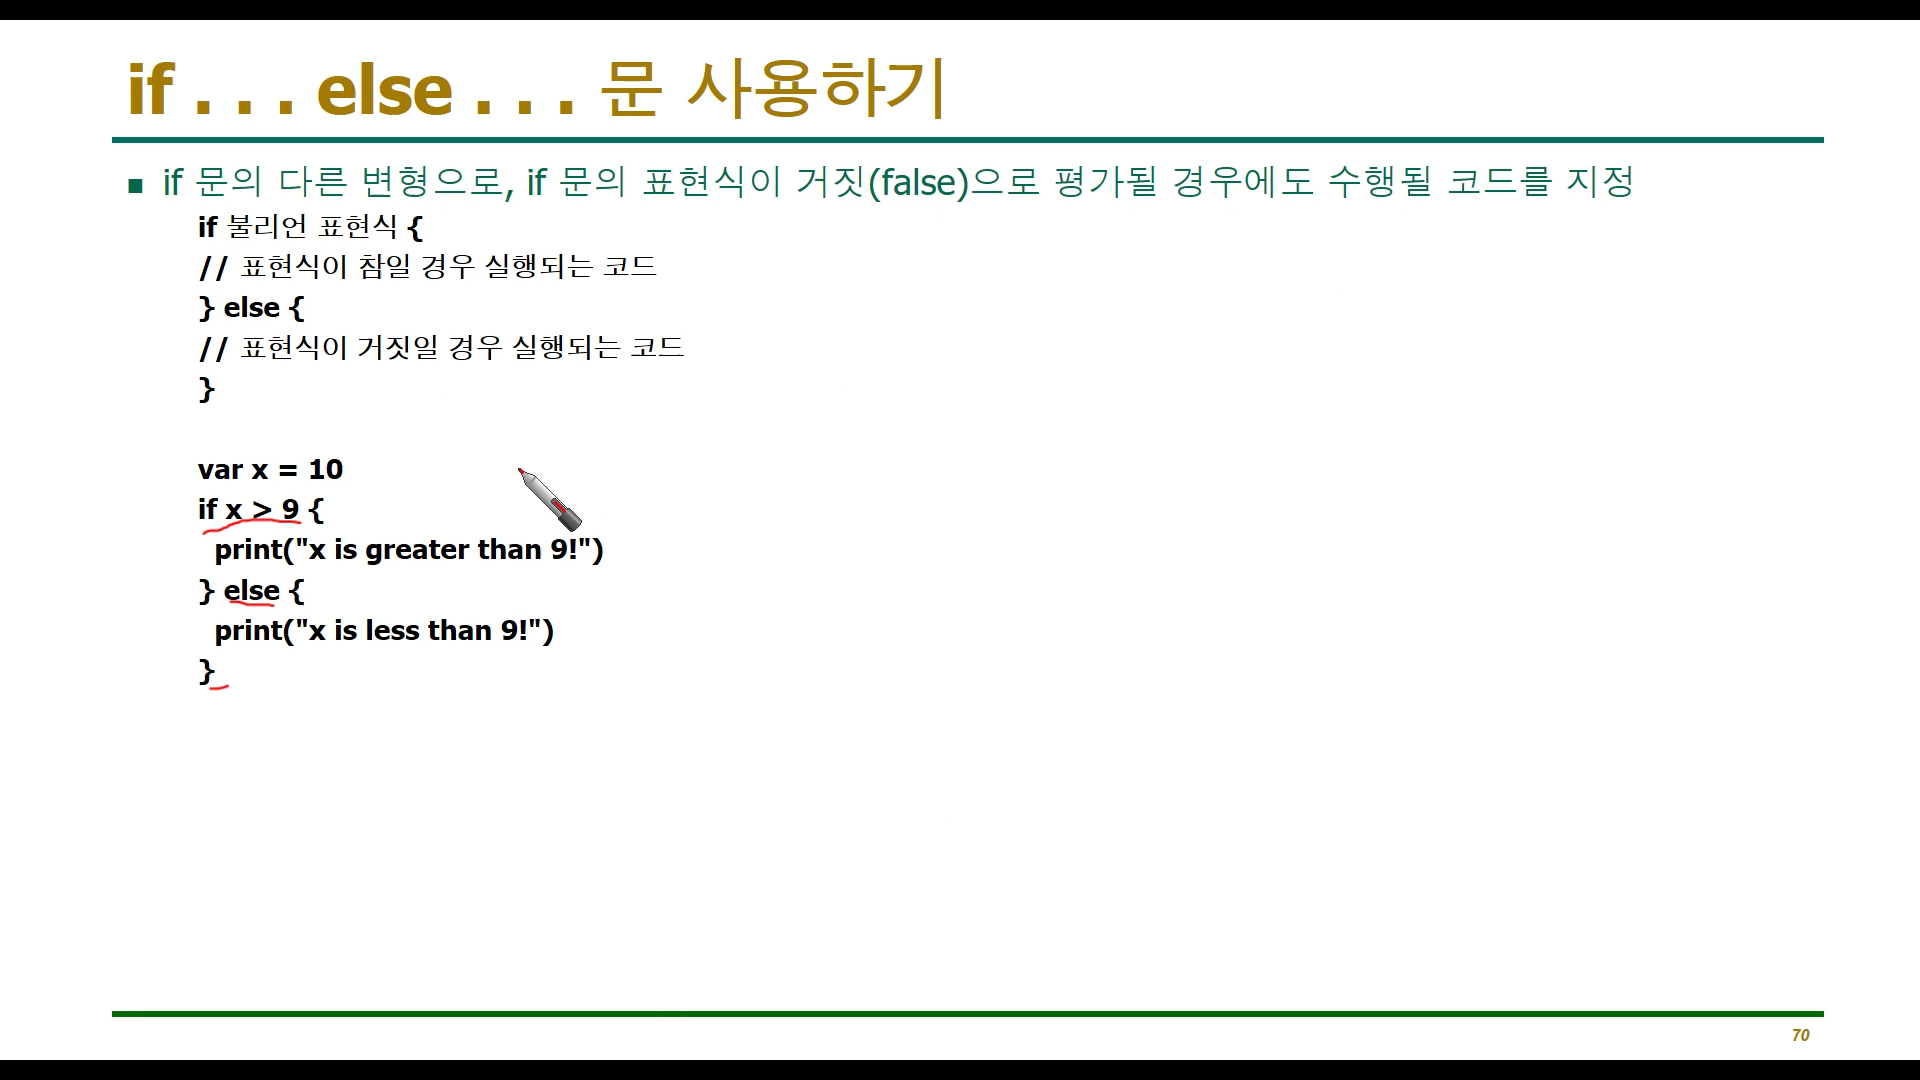 if . . . else . . . 문 사용하기
▪ if 문의 다른 변형으로, if 문의 표현식이 거짓(false)으로 평가될 경우에도 수행될 코드를 지정
if 불리언 표현식 {
// 표현식이 참일 경우 실행되는 코드
} else {
// 표현식이 거짓일 경우 실행되는 코드
}
var x = 10
if x > 9 {
print("x is greater than 9!")
} else {
print("x is less than 9!")
}
70